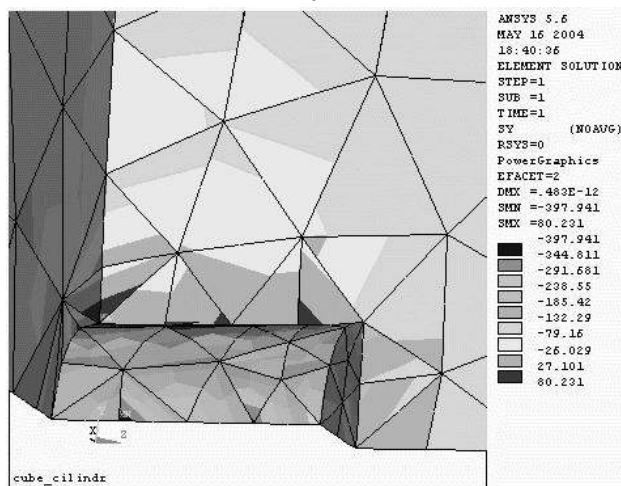 ANSYS 5.6
MAY 16 2004
18:40:36
ELEMENT SOLUTION
STEP=1
SUB =1
TIME=1
SY (NOAVG)
RSYS=0
PowerGraphics
EFACET=2
DMX =.483E-12
SMN =-397.941
SMX =80.231
-397.941
-344.811
-291.681
-238.55
-185.42
-132.29
-79.16
-26.029
27.101
80.231
X
Z
cube_cilindr